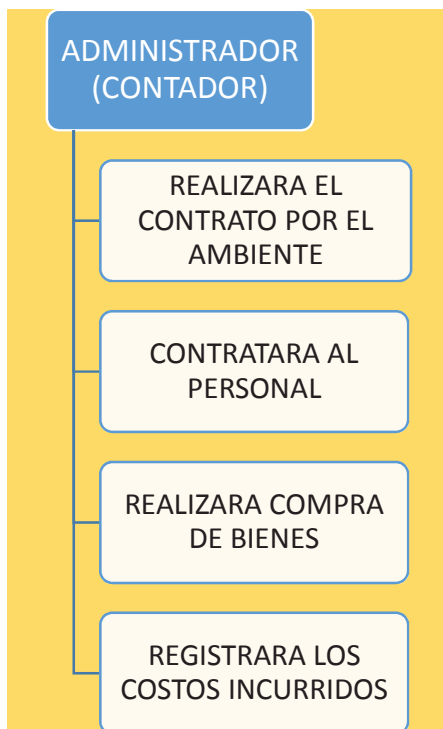 ADMINISTRADOR
(CONTADOR)
REALIZARA EL
CONTRATO POR EL
AMBIENTE
CONTRATARA AL
PERSONAL
REALIZARA COMPRA
DE BIENES
REGISTRARA LOS
COSTOS INCURRIDOS